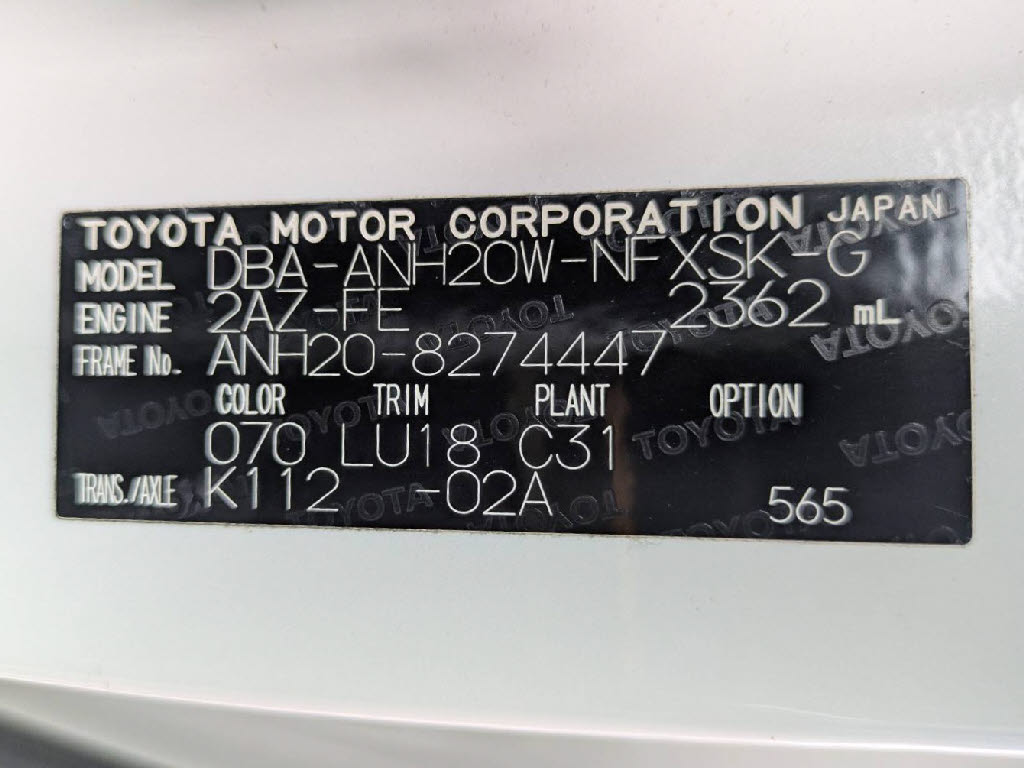 TOYOTA MOTOR CORPORATION JAPAN
MODEL DBA-ANH20W-NFXSK-G
ENGINE 2AZ-FE 2362 mL
FRAME No. ANH20-8274447
COLOR TRIM PLANT OPTION
070 LU18 C31
TRANS./AXLE K112 -02A 565